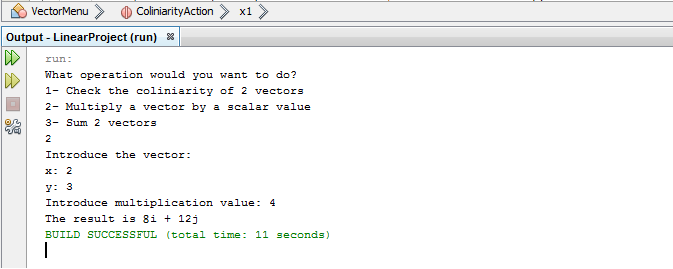 VectorMenu ColiniarityAction x1
Output - LinearProject (run)
run:
What operation would you want to do?
1- Check the coliniarity of 2 vectors
2- Multiply a vector by a scalar value
3- Sum 2 vectors
2
Introduce the vector:
x: 2
y: 3
Introduce multiplication value: 4
The result is 8i + 12j
BUILD SUCCESSFUL (total time: 11 seconds)